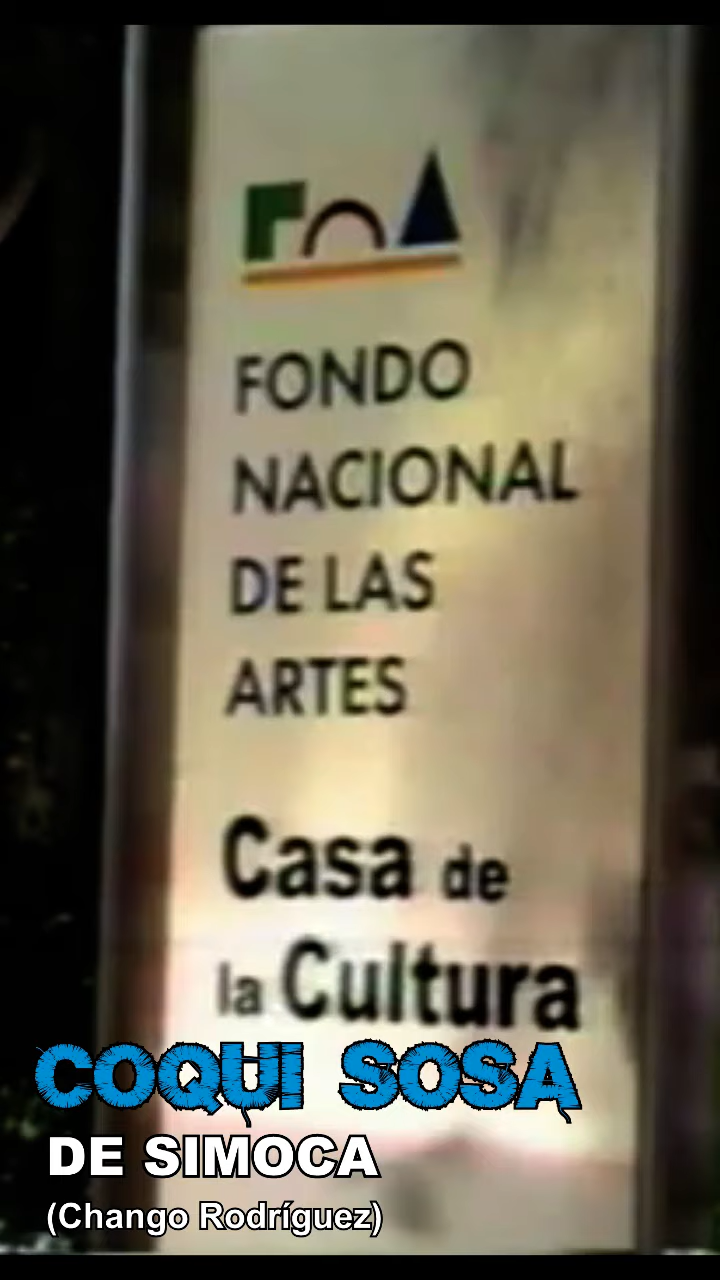 FONDO
NACIONAL
DE LAS
ARTES
Casa de
la Cultura
COQUI SOSA
DE SIMOCA
(Chango Rodríguez)